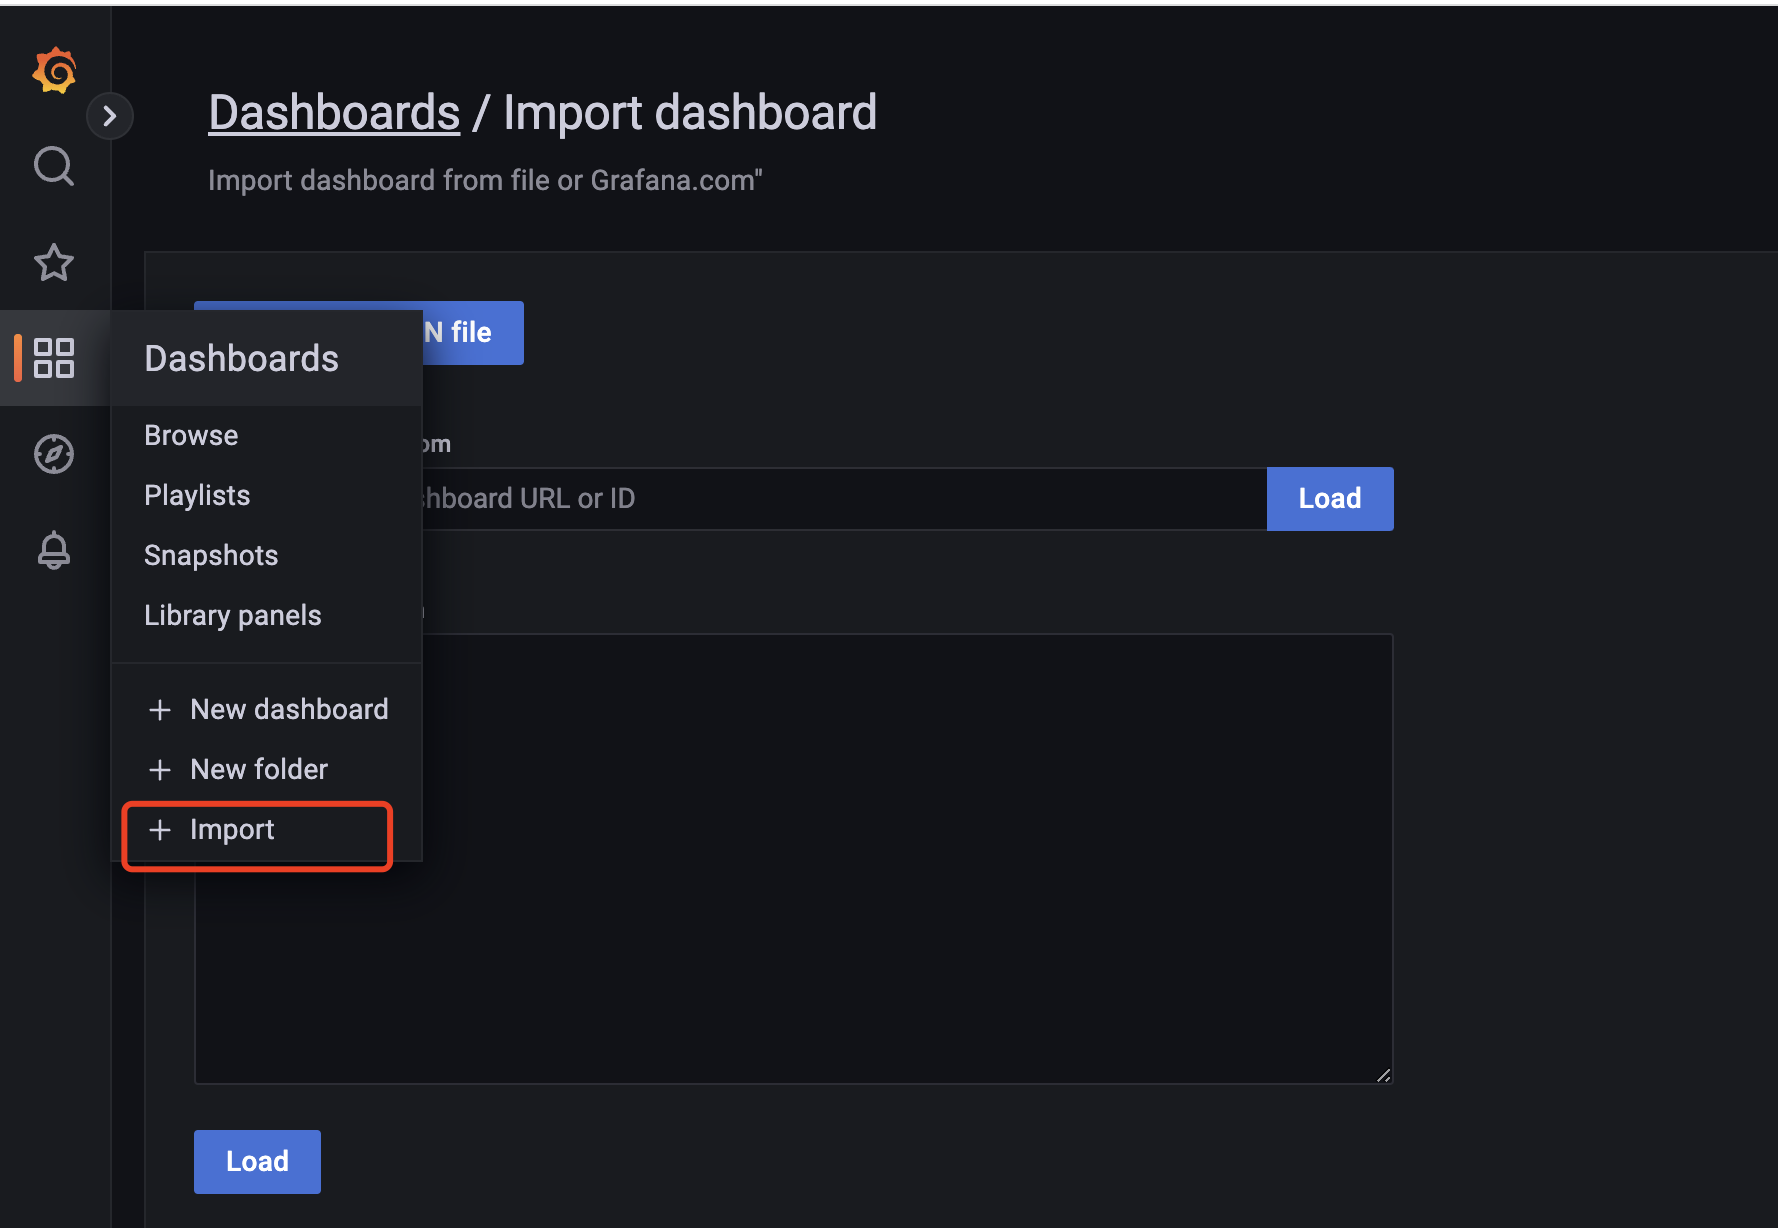 Dashboards / Import dashboard
Import dashboard from file or Grafana.com"
N file
Dashboards
Browse
Playlists
Snapshots
Library panels
+ New dashboard
+ New folder
+ Import
om
hboard URL or ID
Load
Load